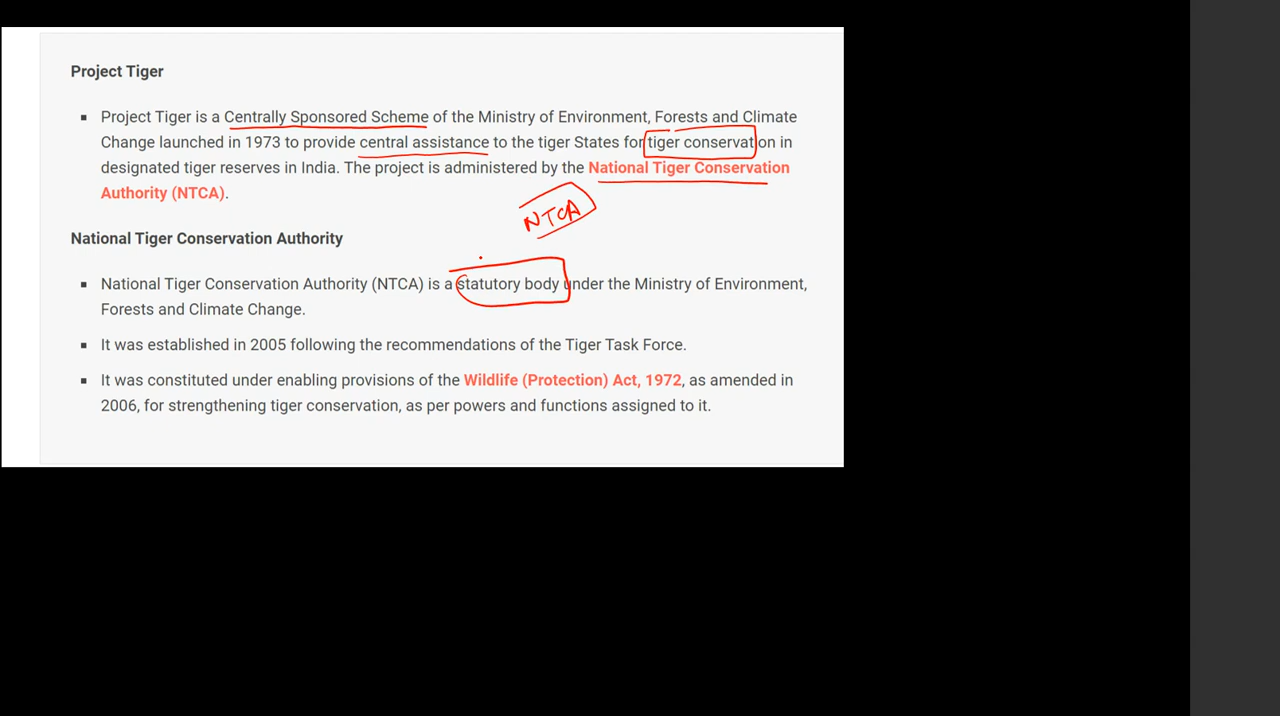 Project Tiger
Project Tiger is a Centrally Sponsored Scheme of the Ministry of Environment, Forests and Climate
Change launched in 1973 to provide central assistance to the tiger States for tiger conservation in
designated tiger reserves in India. The project is administered by the National Tiger Conservation
Authority (NTCA).
NTCA
National Tiger Conservation Authority
National Tiger Conservation Authority (NTCA) is a statutory body under the Ministry of Environment,
Forests and Climate Change.
It was established in 2005 following the recommendations of the Tiger Task Force.
It was constituted under enabling provisions of the Wildlife (Protection) Act, 1972, as amended in
2006, for strengthening tiger conservation, as per powers and functions assigned to it.